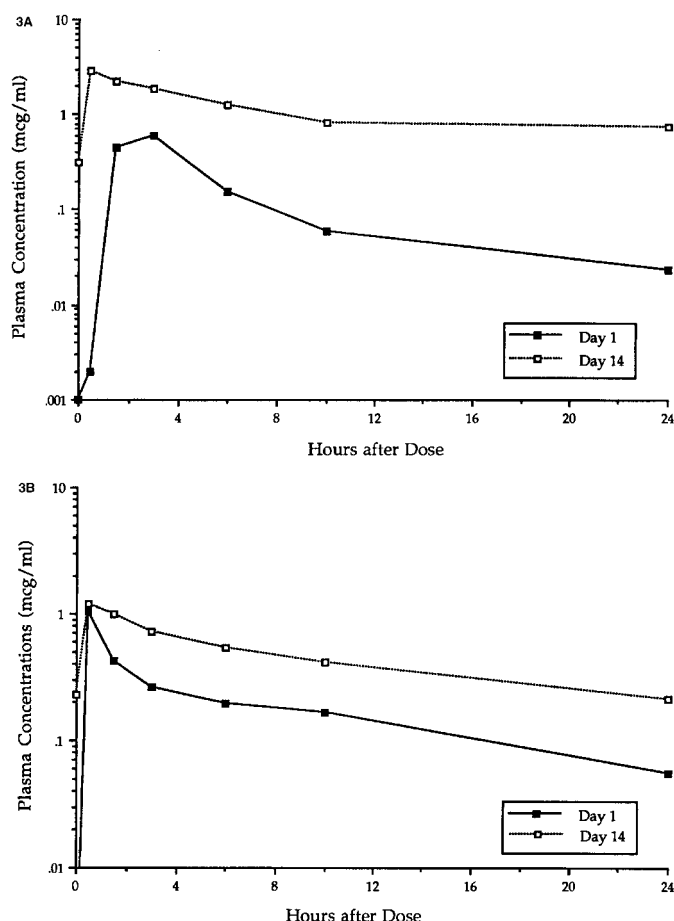 3A
Plasma Concentration (mcg/ml)
10
1
.1
.01
.001
0 4 8 12 16 20 24
Hours after Dose
Day 1
Day 14
3B
Plasma Concentrations (mcg/ml)
10
1
.1
.01
0 4 8 12 16 20 24
Hours after Dose
Day 1
Day 14